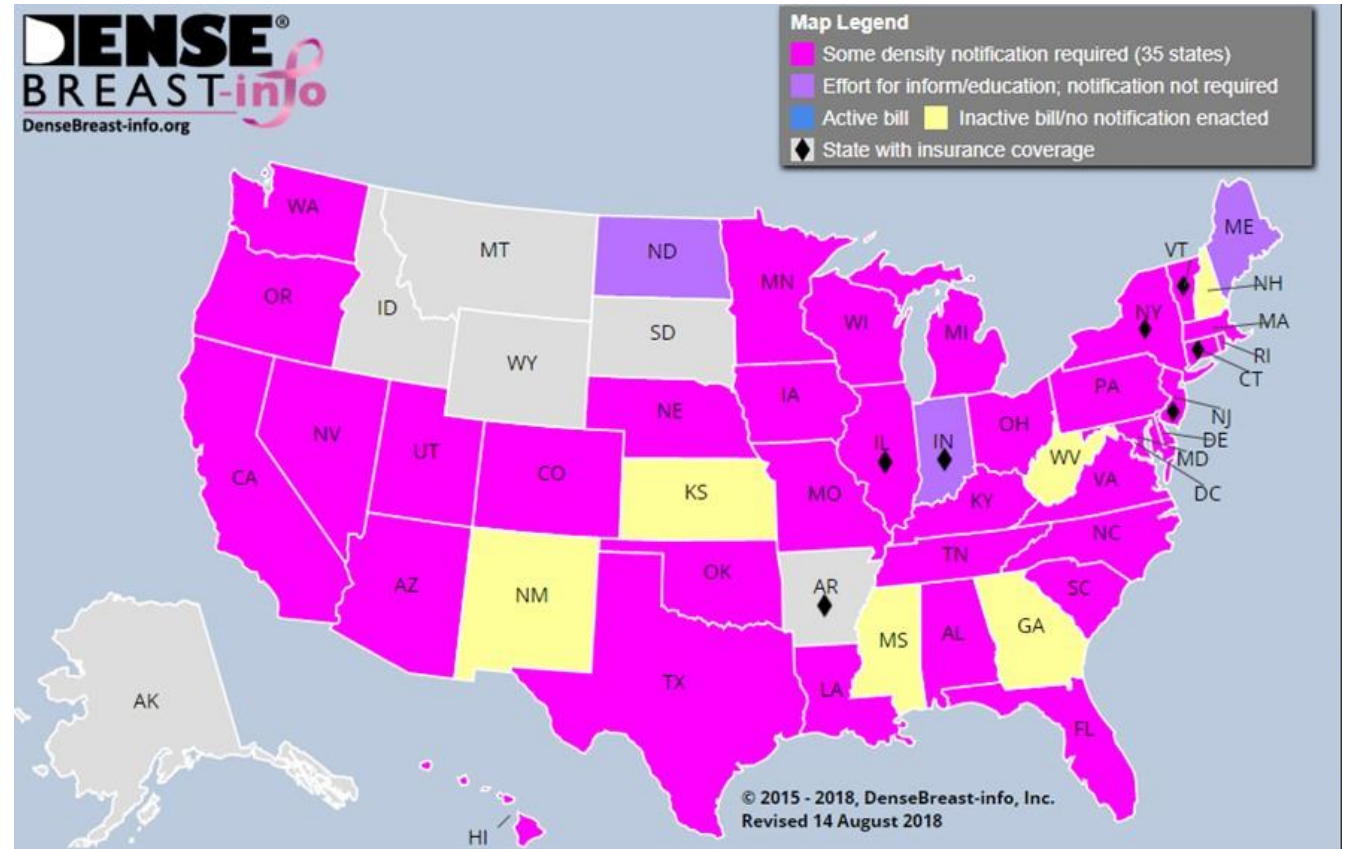 DENSE®
BREAST-info
DenseBreast-info.org
Map Legend
Some density notification required (35 states)
Effort for inform/education; notification not required
Active bill
Inactive bill/no notification enacted
State with insurance coverage
WA
MT
ND
MN
ME
VT
OR
ID
SD
WI
MI
NY
NH
MA
WY
RI
CT
NE
IA
PA
NV
UT
CO
IL
IN
OH
NJ
DE
CA
KS
MO
WV
MD
VA
DC
KY
AZ
NM
OK
AR
TN
NC
SC
MS
AL
GA
AK
TX
LA
FL
HI
© 2015 - 2018, DenseBreast-info, Inc.
Revised 14 August 2018